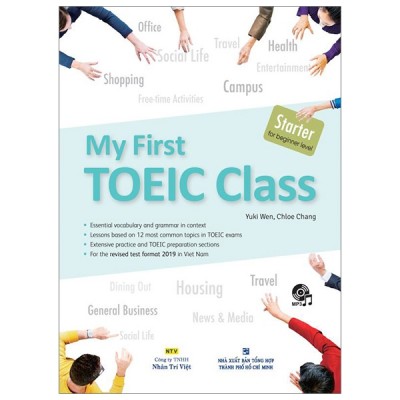 Office
Social Life
Travel
Health
Entertainment
Shopping
Campus
Free-time Activities
Starter
for beginner level
My First
TOEIC Class
Yuki Wen, Chloe Chang
• Essential vocabulary and grammar in context
• Lessons based on 12 most common topics in TOEIC exams
• Extensive practice and TOEIC preparation sections
• For the revised test format 2019 in Viet Nam
Dining Out
Housing
Travel
MP3
General Business
News & Media
Social Life
NTV
Công ty TNHH
Nhân Trí Việt
NHÀ XUẤT BẢN TỔNG HỢP
THÀNH PHỐ HỒ CHÍ MINH